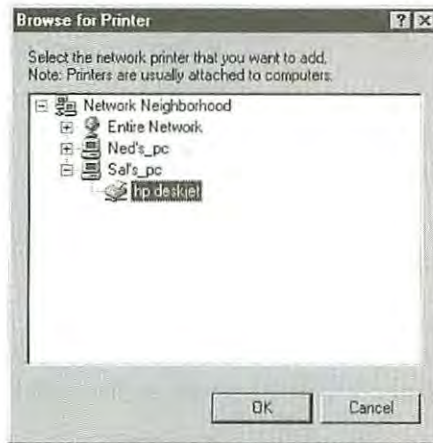 Browse for Printer
Select the network printer that you want to add.
Note: Printers are usually attached to computers.
Network Neighborhood
Entire Network
Ned's_pc
Sal's_pc
hp deskjet
OK
Cancel